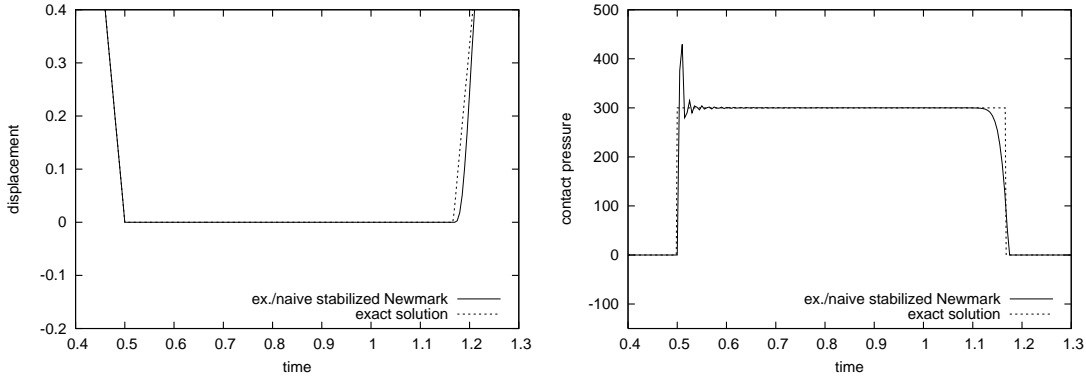 0.4
0.3
0.2
0.1
0
-0.1
-0.2
displacement
0.4 0.5 0.6 0.7 0.8 0.9 1 1.1 1.2 1.3
time
ex./naive stabilized Newmark
exact solution
500
400
300
200
100
0
-100
contact pressure
0.4 0.5 0.6 0.7 0.8 0.9 1 1.1 1.2 1.3
time
ex./naive stabilized Newmark
exact solution